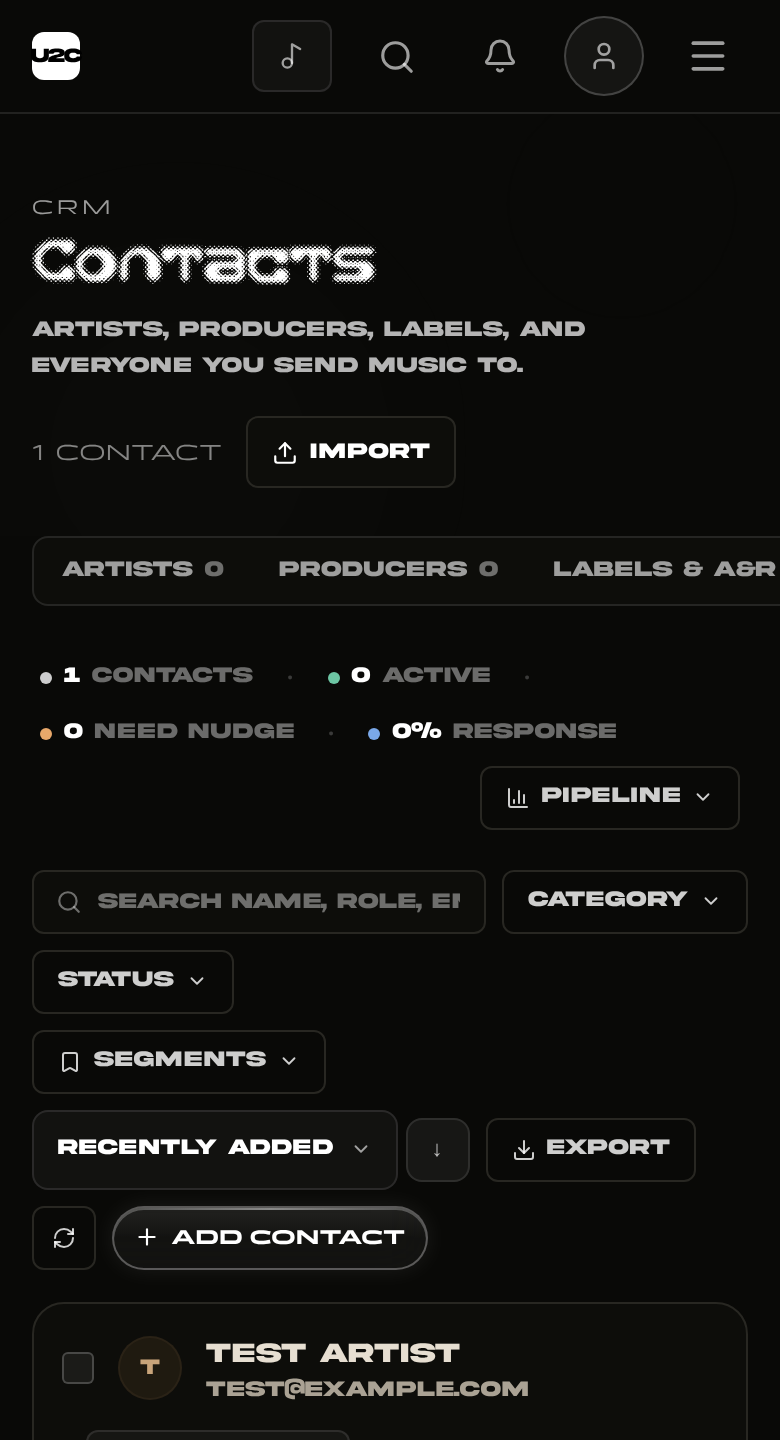 U2C
CRM
Contacts
ARTISTS, PRODUCERS, LABELS, AND
EVERYONE YOU SEND MUSIC TO.
1 CONTACT IMPORT
ARTISTS 0 PRODUCERS 0 LABELS & A&R
1 CONTACTS · 0 ACTIVE ·
0 NEED NUDGE · 0% RESPONSE
PIPELINE
SEARCH NAME, ROLE, CATEGORY
STATUS
SEGMENTS
RECENTLY ADDED ↓ EXPORT
+ ADD CONTACT
T TEST ARTIST
TEST@EXAMPLE.COM